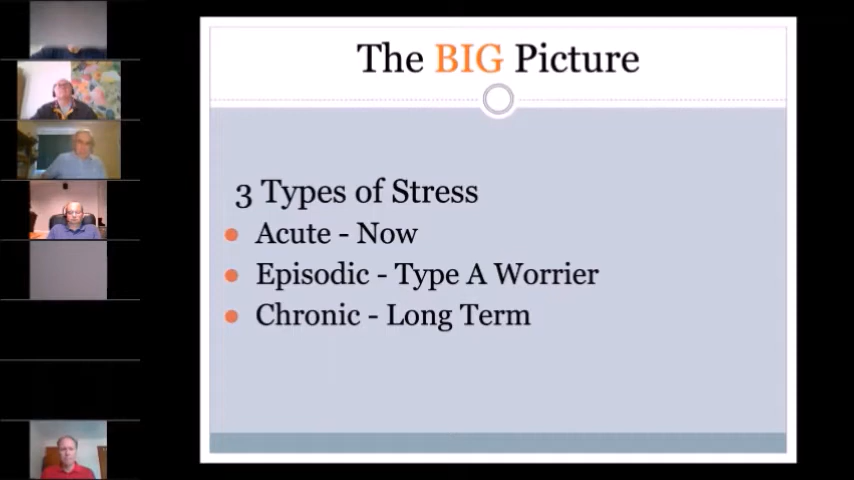 The BIG Picture
3 Types of Stress
Acute - Now
Episodic - Type A Worrier
Chronic - Long Term